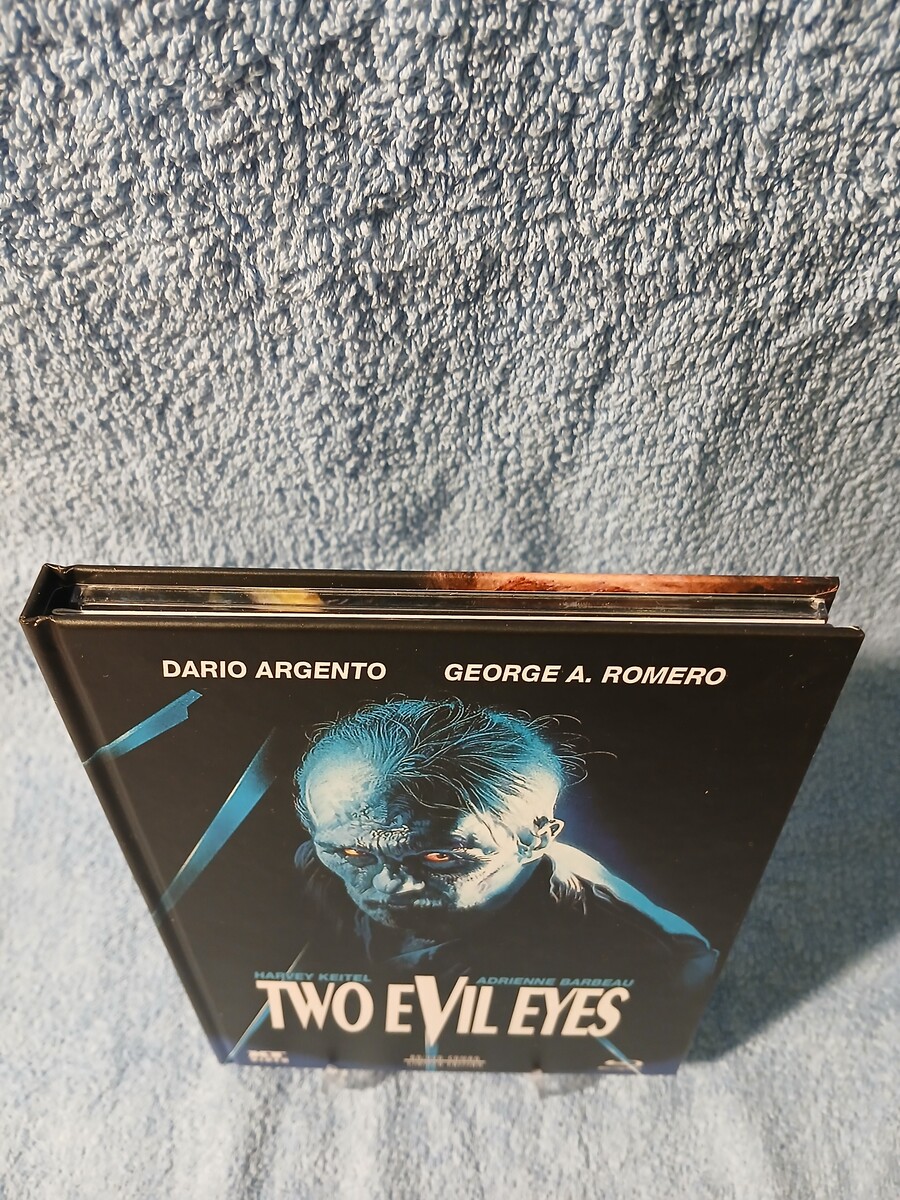 DARIO ARGENTO GEORGE A. ROMERO
HARVEY KEITEL ADRIENNE BARBEAU
TWO EVIL EYES